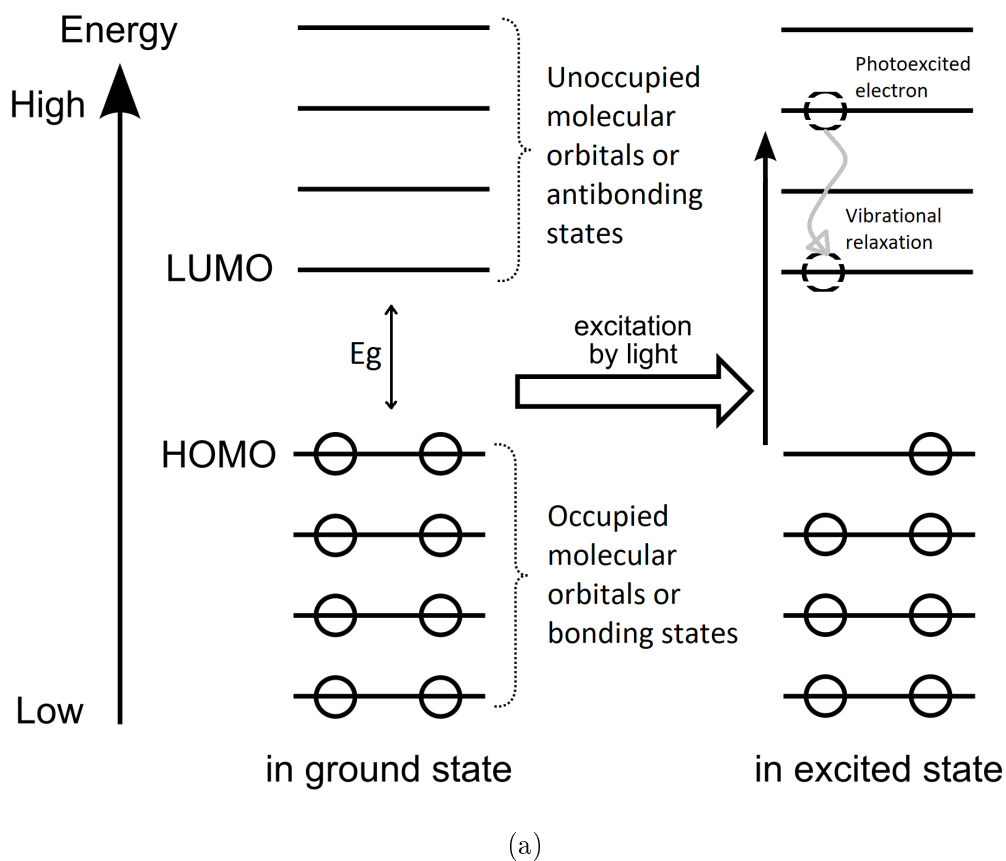 Energy
High
Low
LUMO
Eg
HOMO
Unoccupied
molecular
orbitals or
antibonding
states
Occupied
molecular
orbitals or
bonding states
in ground state
excitation
by light
Photoexcited
electron
Vibrational
relaxation
in excited state
(a)